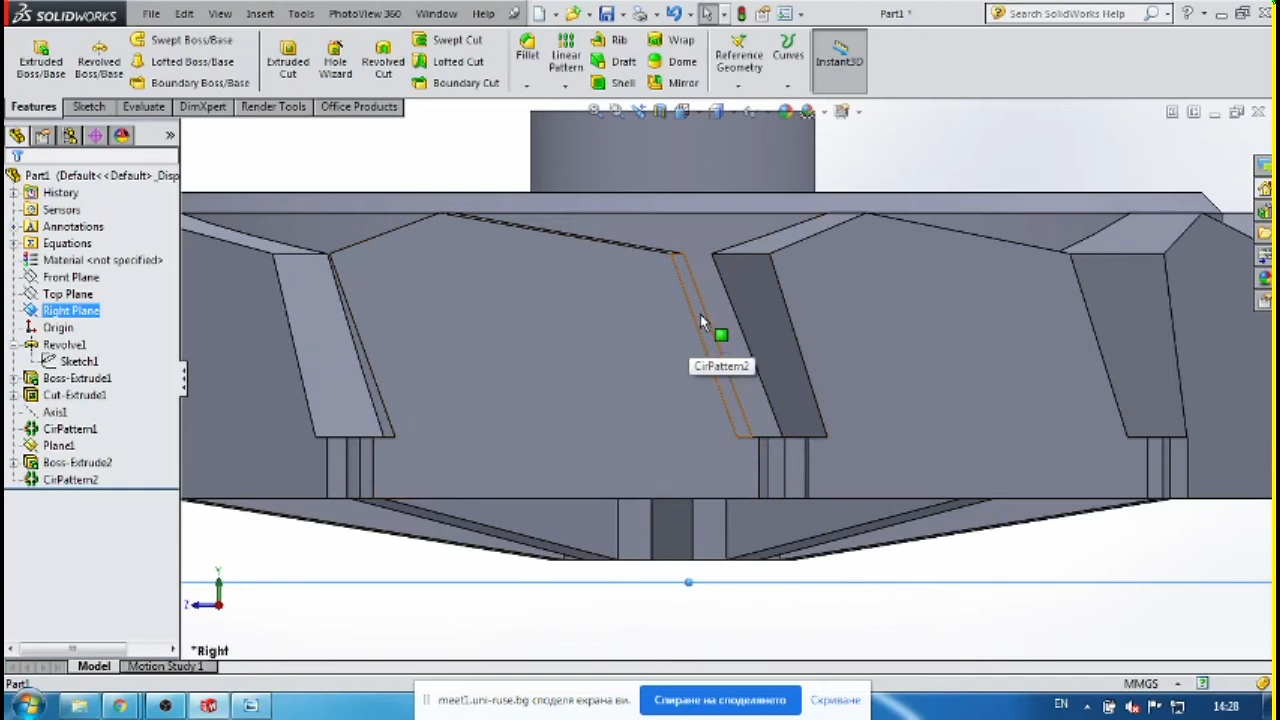 SOLIDWORKS File Edit View Insert Tools PhotoView 360 Window Help Part1 * Search SolidWorks Help
Extruded Boss/Base
Revolved Boss/Base
Swept Boss/Base
Lofted Boss/Base
Boundary Boss/Base
Extruded Cut
Hole Wizard
Revolved Cut
Swept Cut
Lofted Cut
Boundary Cut
Fillet
Linear Pattern
Rib
Draft
Shell
Wrap
Dome
Mirror
Reference Geometry
Curves
Instant3D
Features Sketch Evaluate DimXpert Render Tools Office Products
Part1 (Default<<Default>_Disp
History
Sensors
Annotations
Equations
Material <not specified>
Front Plane
Top Plane
Right Plane
Origin
Revolve1
Sketch1
Boss-Extrude1
Cut-Extrude1
Axis1
CirPattern1
Plane1
Boss-Extrude2
CirPattern2
CirPattern2
Y
Z
*Right
Model Motion Study 1
Part1 MMGS
meet1.uni-ruse.bg споделя екрана ви. Спиране на споделянето Скриване
EN 14:28